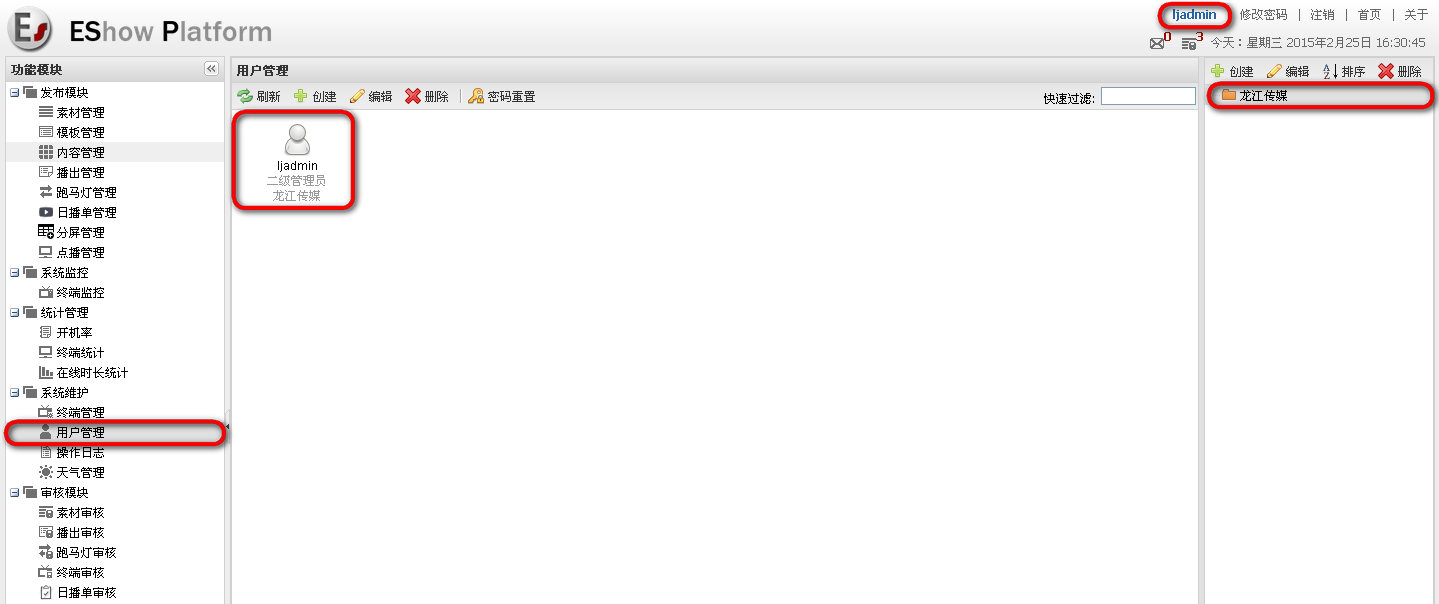 EShow Platform
ljadmin 修改密码 | 注销 | 首页 | 关于
0 3 今天：星期三 2015年2月25日 16:30:45
功能模块
发布模块
素材管理
模板管理
内容管理
播出管理
跑马灯管理
日播单管理
分屏管理
点播管理
系统监控
终端监控
统计管理
开机率
终端统计
在线时长统计
系统维护
终端管理
用户管理
操作日志
天气管理
审核模块
素材审核
播出审核
跑马灯审核
终端审核
日播单审核
用户管理
刷新 创建 编辑 删除 | 密码重置 快速过滤:
ljadmin
二级管理员
龙江传媒
创建 编辑 排序 删除
龙江传媒